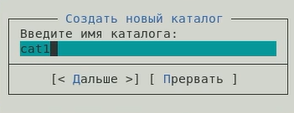 Создать новый каталог
Введите имя каталога:
cat1
[< Дальше >] [ Прервать ]